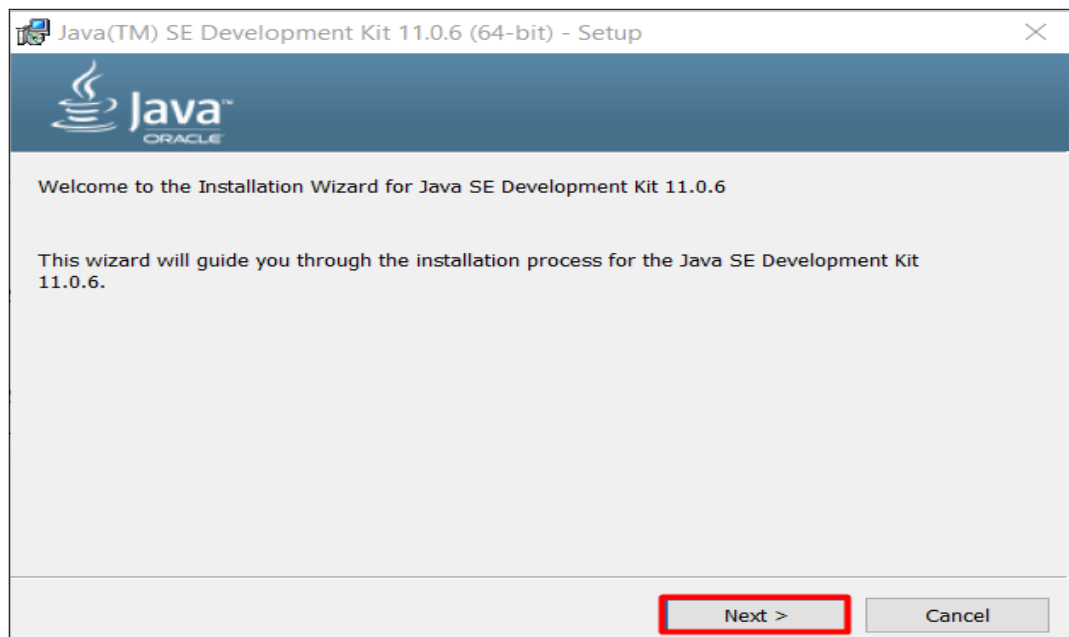 Java(TM) SE Development Kit 11.0.6 (64-bit) - Setup
Java™
ORACLE
Welcome to the Installation Wizard for Java SE Development Kit 11.0.6
This wizard will guide you through the installation process for the Java SE Development Kit
11.0.6.
Next >
Cancel